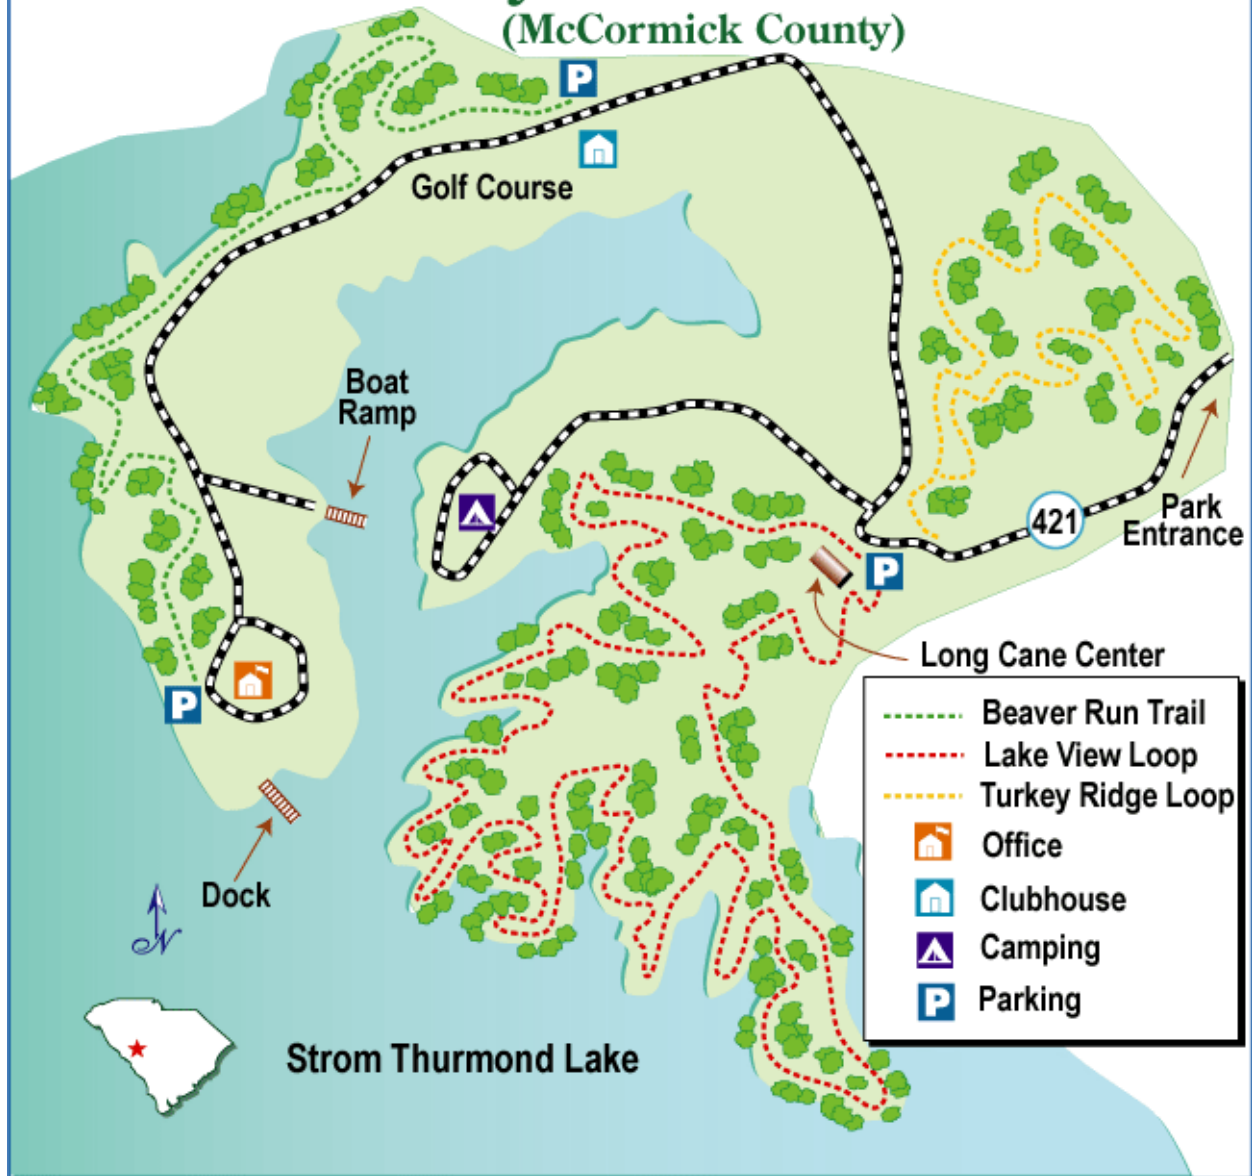 (McCormick County)
P
Golf Course
Boat
Ramp
421
Park
Entrance
P
Long Cane Center
P
Dock
N
Strom Thurmond Lake
Beaver Run Trail
Lake View Loop
Turkey Ridge Loop
Office
Clubhouse
Camping
P Parking